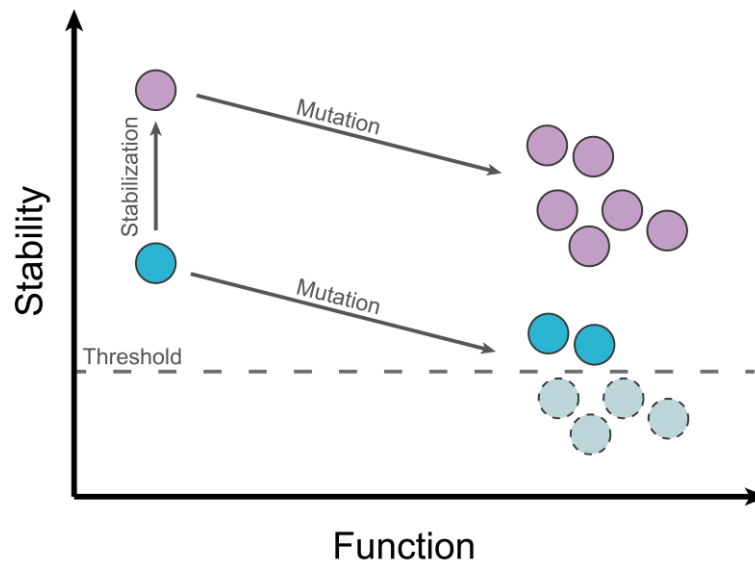 Mutation
Stabilization
Mutation
Threshold
Stability
Function